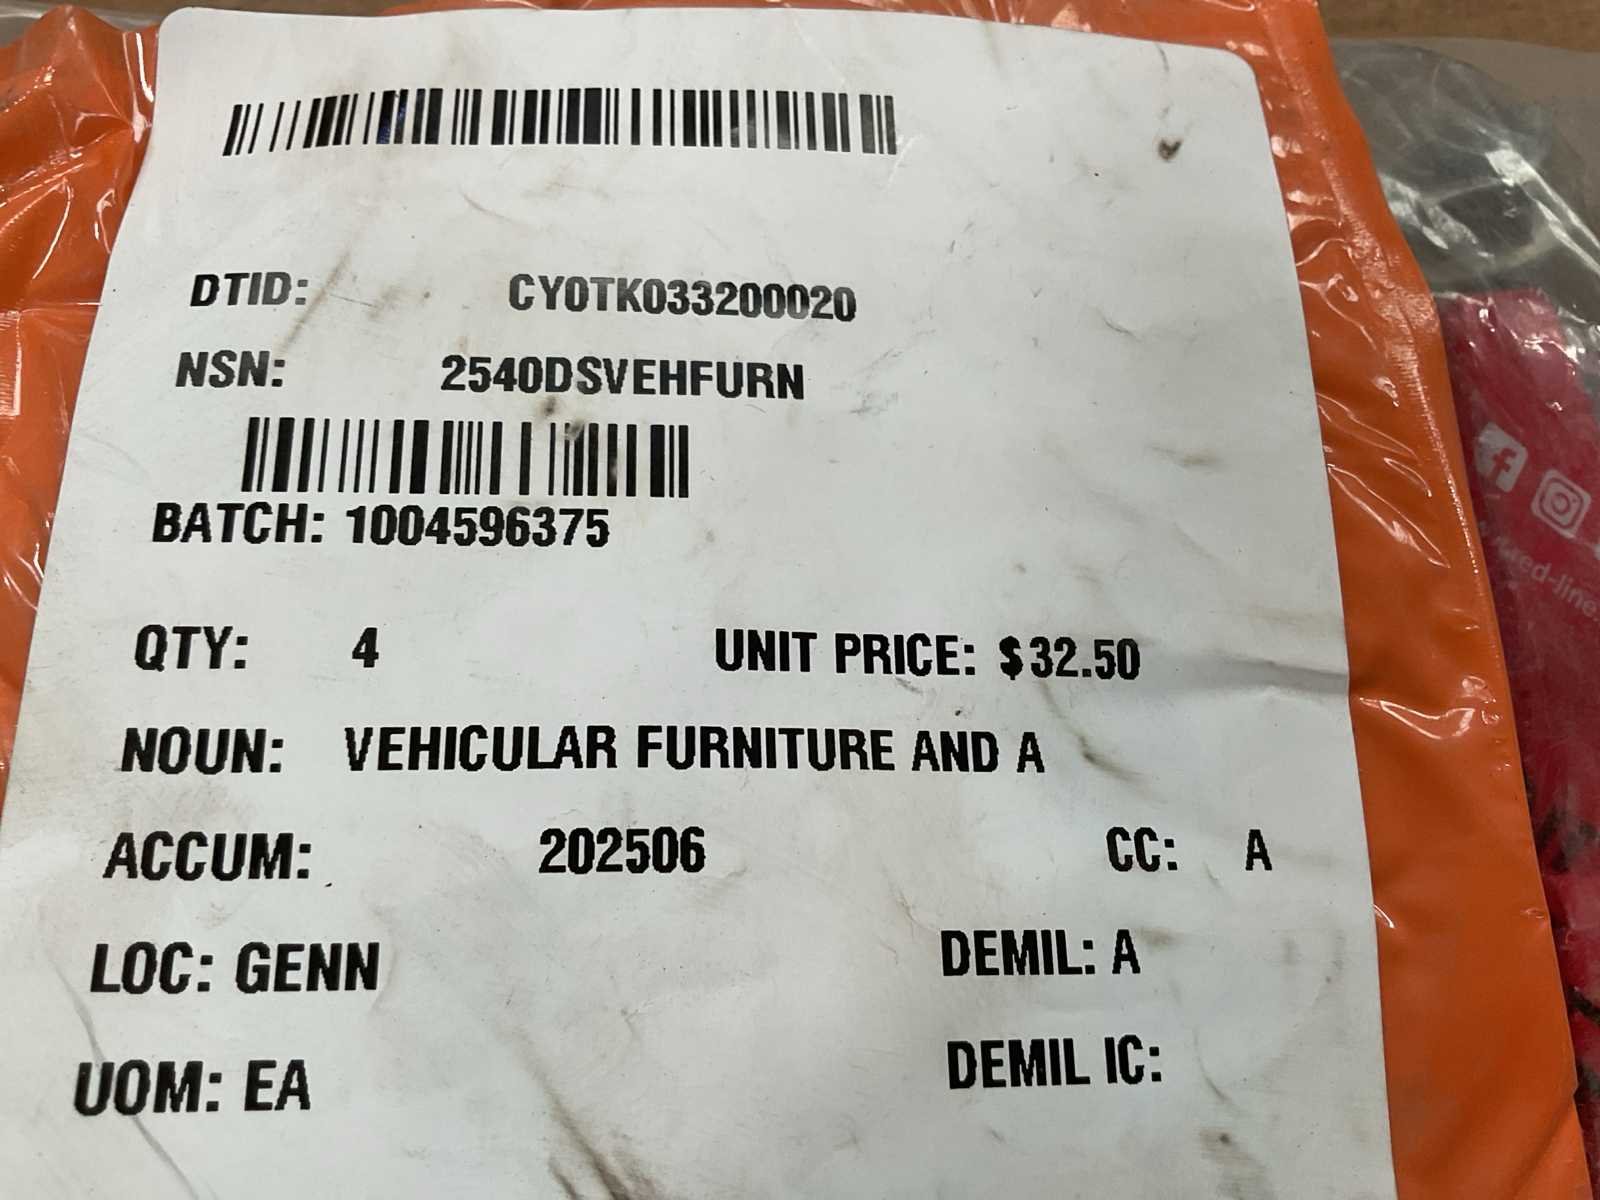 DTID: CY0TK033200020
NSN: 2540DSVEHFURN
BATCH: 1004596375
QTY: 4 UNIT PRICE: $32.50
NOUN: VEHICULAR FURNITURE AND A
ACCUM: 202506 CC: A
LOC: GENN DEMIL: A
UOM: EA DEMIL IC: